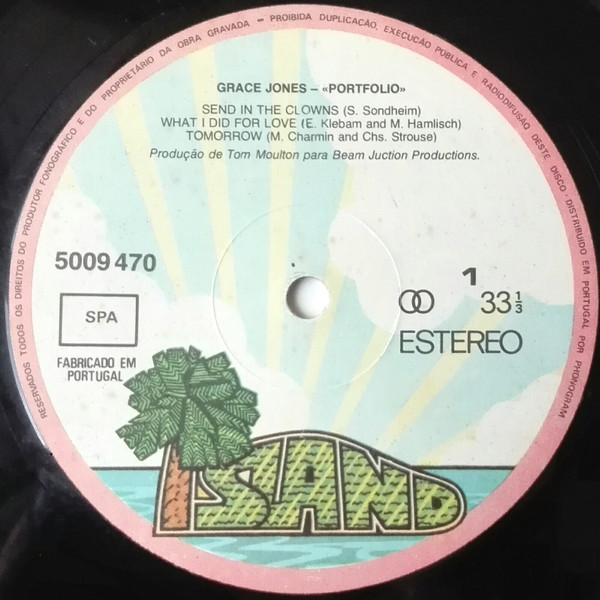 RESERVADOS TODOS OS DIREITOS DO PRODUTOR FONOGRÁFICO E DO PROPRIETÁRIO DA OBRA GRAVADA – PROIBIDA DUPLICAÇÃO, EXECUÇÃO PUBLICA E RADIODIFUSÃO DESTE DISCO · DISTRIBUIDO EM PORTUGAL POR PHONOGRAM
GRACE JONES – «PORTFOLIO»
SEND IN THE CLOWNS (S. Sondheim)
WHAT I DID FOR LOVE (E. Klebam and M. Hamlisch)
TOMORROW (M. Charmin and Chs. Strouse)
Produção de Tom Moulton para Beam Juction Productions.
5009 470
SPA
FABRICADO EM
PORTUGAL
1
33⅓
ESTEREO
ISLAND